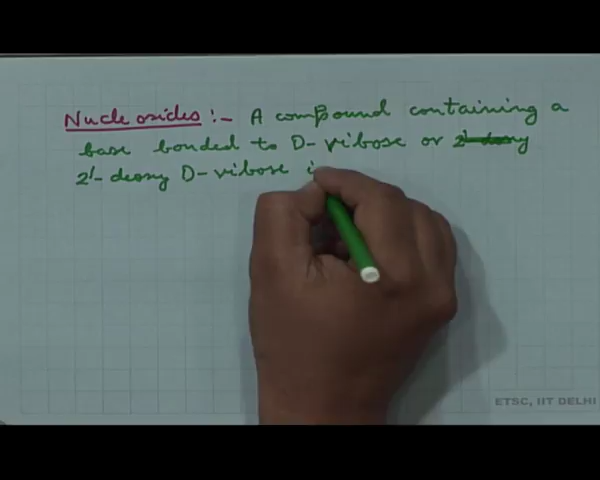 Nucleosides :- A compound containing a
base bonded to D-ribose or 2'-deoxy
2'-deoxy D-ribose i
ETSC, IIT DELHI